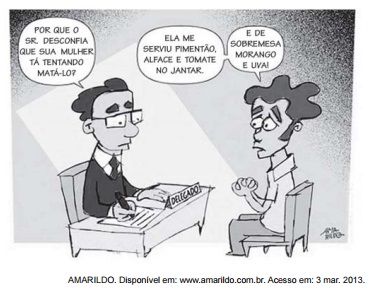 POR QUE O
SR. DESCONFIA
QUE SUA MULHER
TÁ TENTANDO
MATÁ-LO?
ELA ME
SERVIU PIMENTÃO,
ALFACE E TOMATE
NO JANTAR.
E DE
SOBREMESA
MORANGO
E UVA!
DELEGADO
AMARILDO. Disponível em: www.amarildo.com.br. Acesso em: 3 mar. 2013.